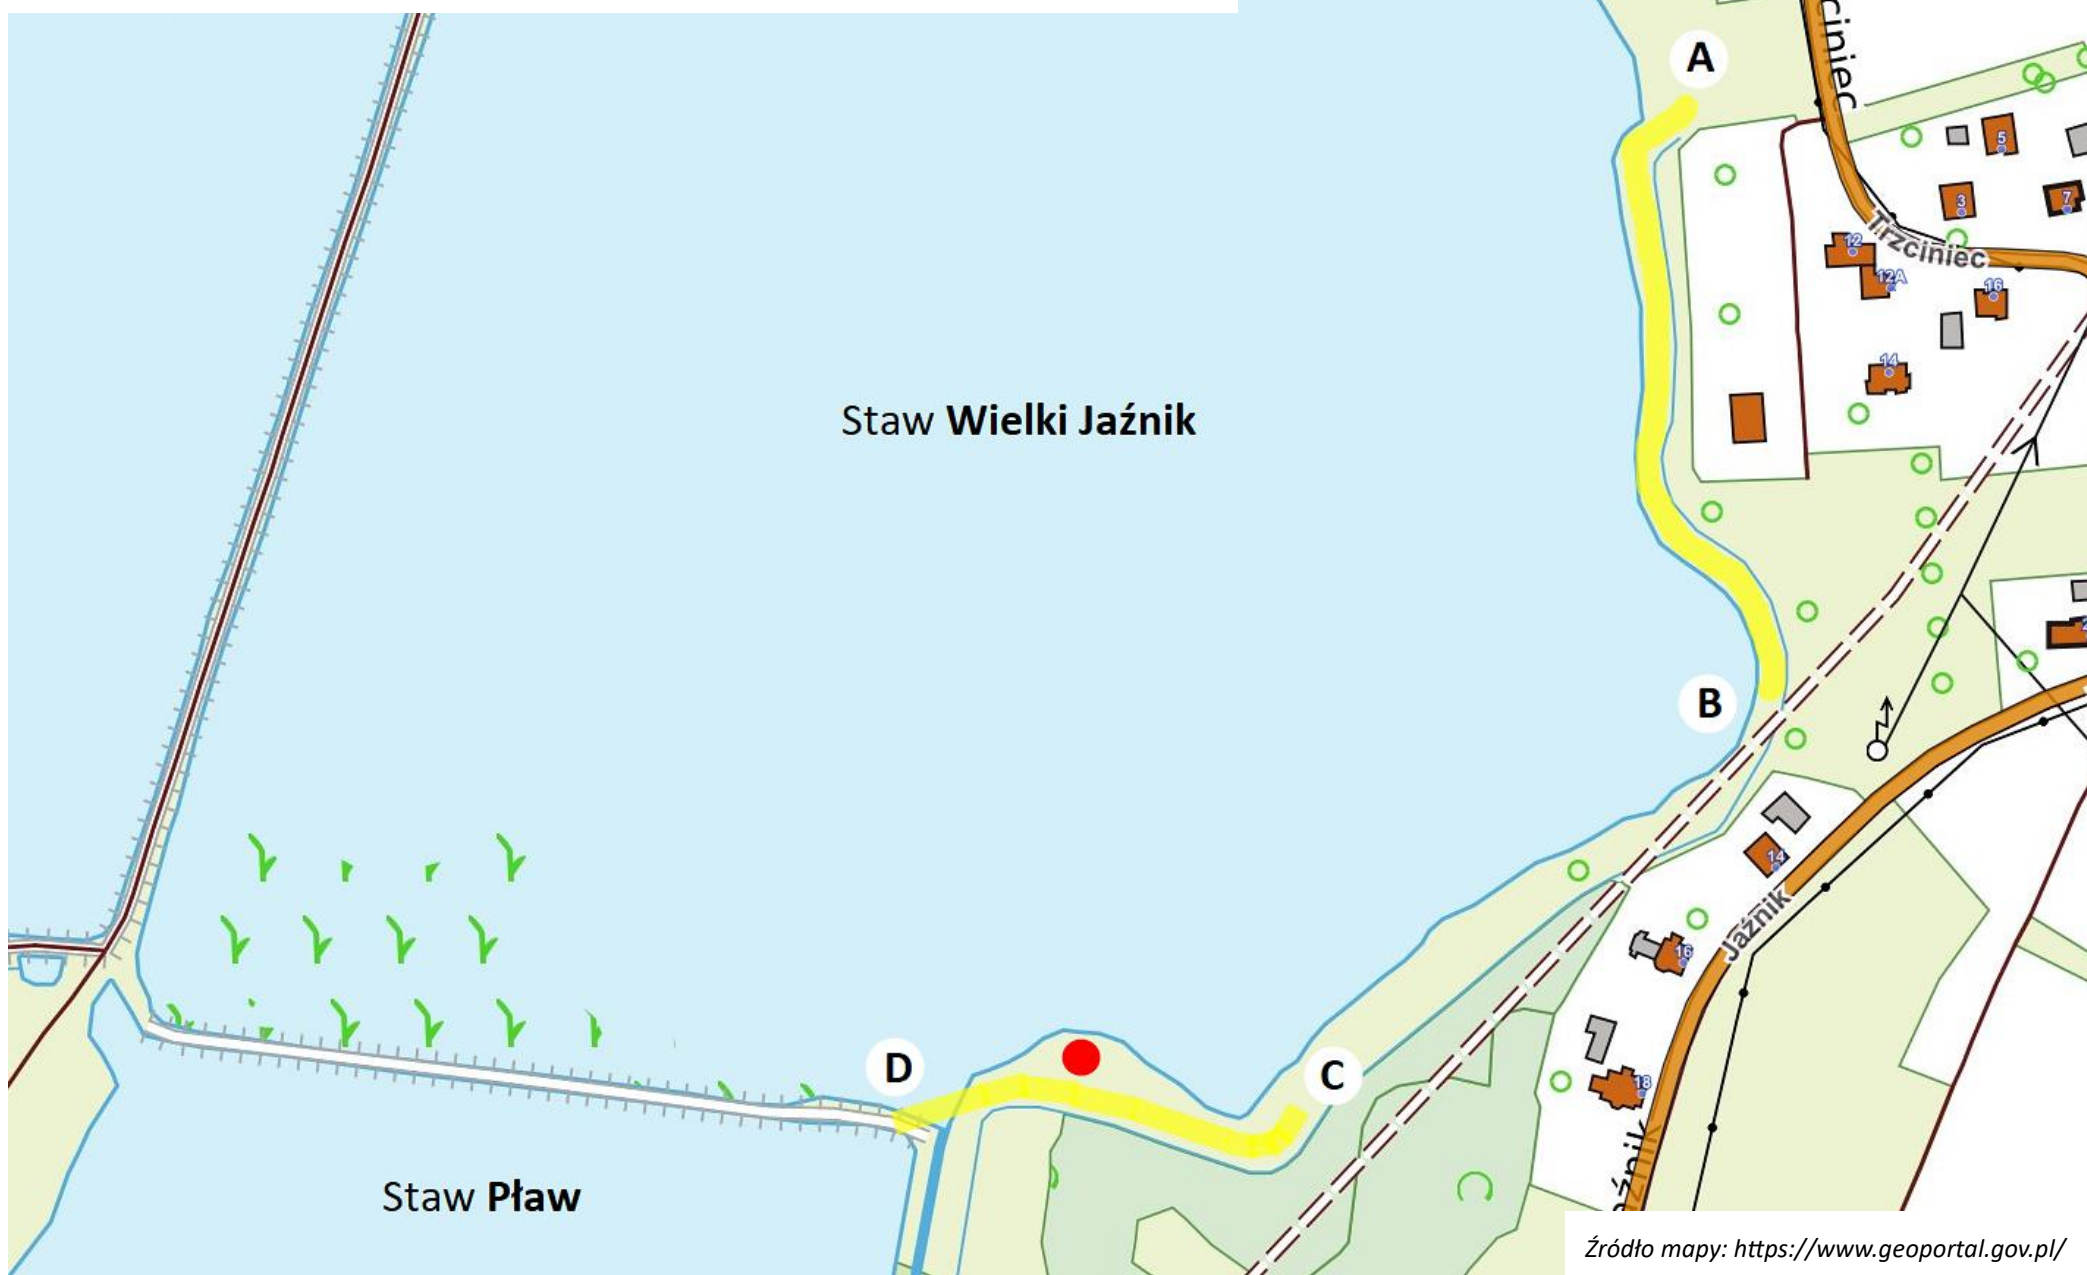 A
ciniec
5
3
7
Trzciniec
12
12A
16
14
Staw Wielki Jaźnik
B
14
Jaźnik
16
D
C
18
Staw Pław
Źródło mapy: https://www.geoportal.gov.pl/